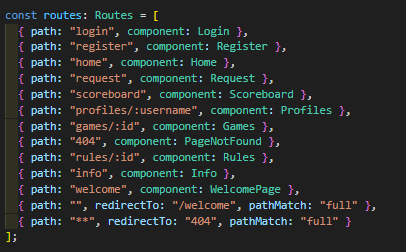 const routes: Routes = [
{ path: "login", component: Login },
{ path: "register", component: Register },
{ path: "home", component: Home },
{ path: "request", component: Request },
{ path: "scoreboard", component: Scoreboard },
{ path: "profiles/:username", component: Profiles },
{ path: "games/:id", component: Games },
{ path: "404", component: PageNotFound },
{ path: "rules/:id", component: Rules },
{ path: "info", component: Info },
{ path: "welcome", component: WelcomePage },
{ path: "", redirectTo: "/welcome", pathMatch: "full" },
{ path: "**", redirectTo: "404", pathMatch: "full" }
];